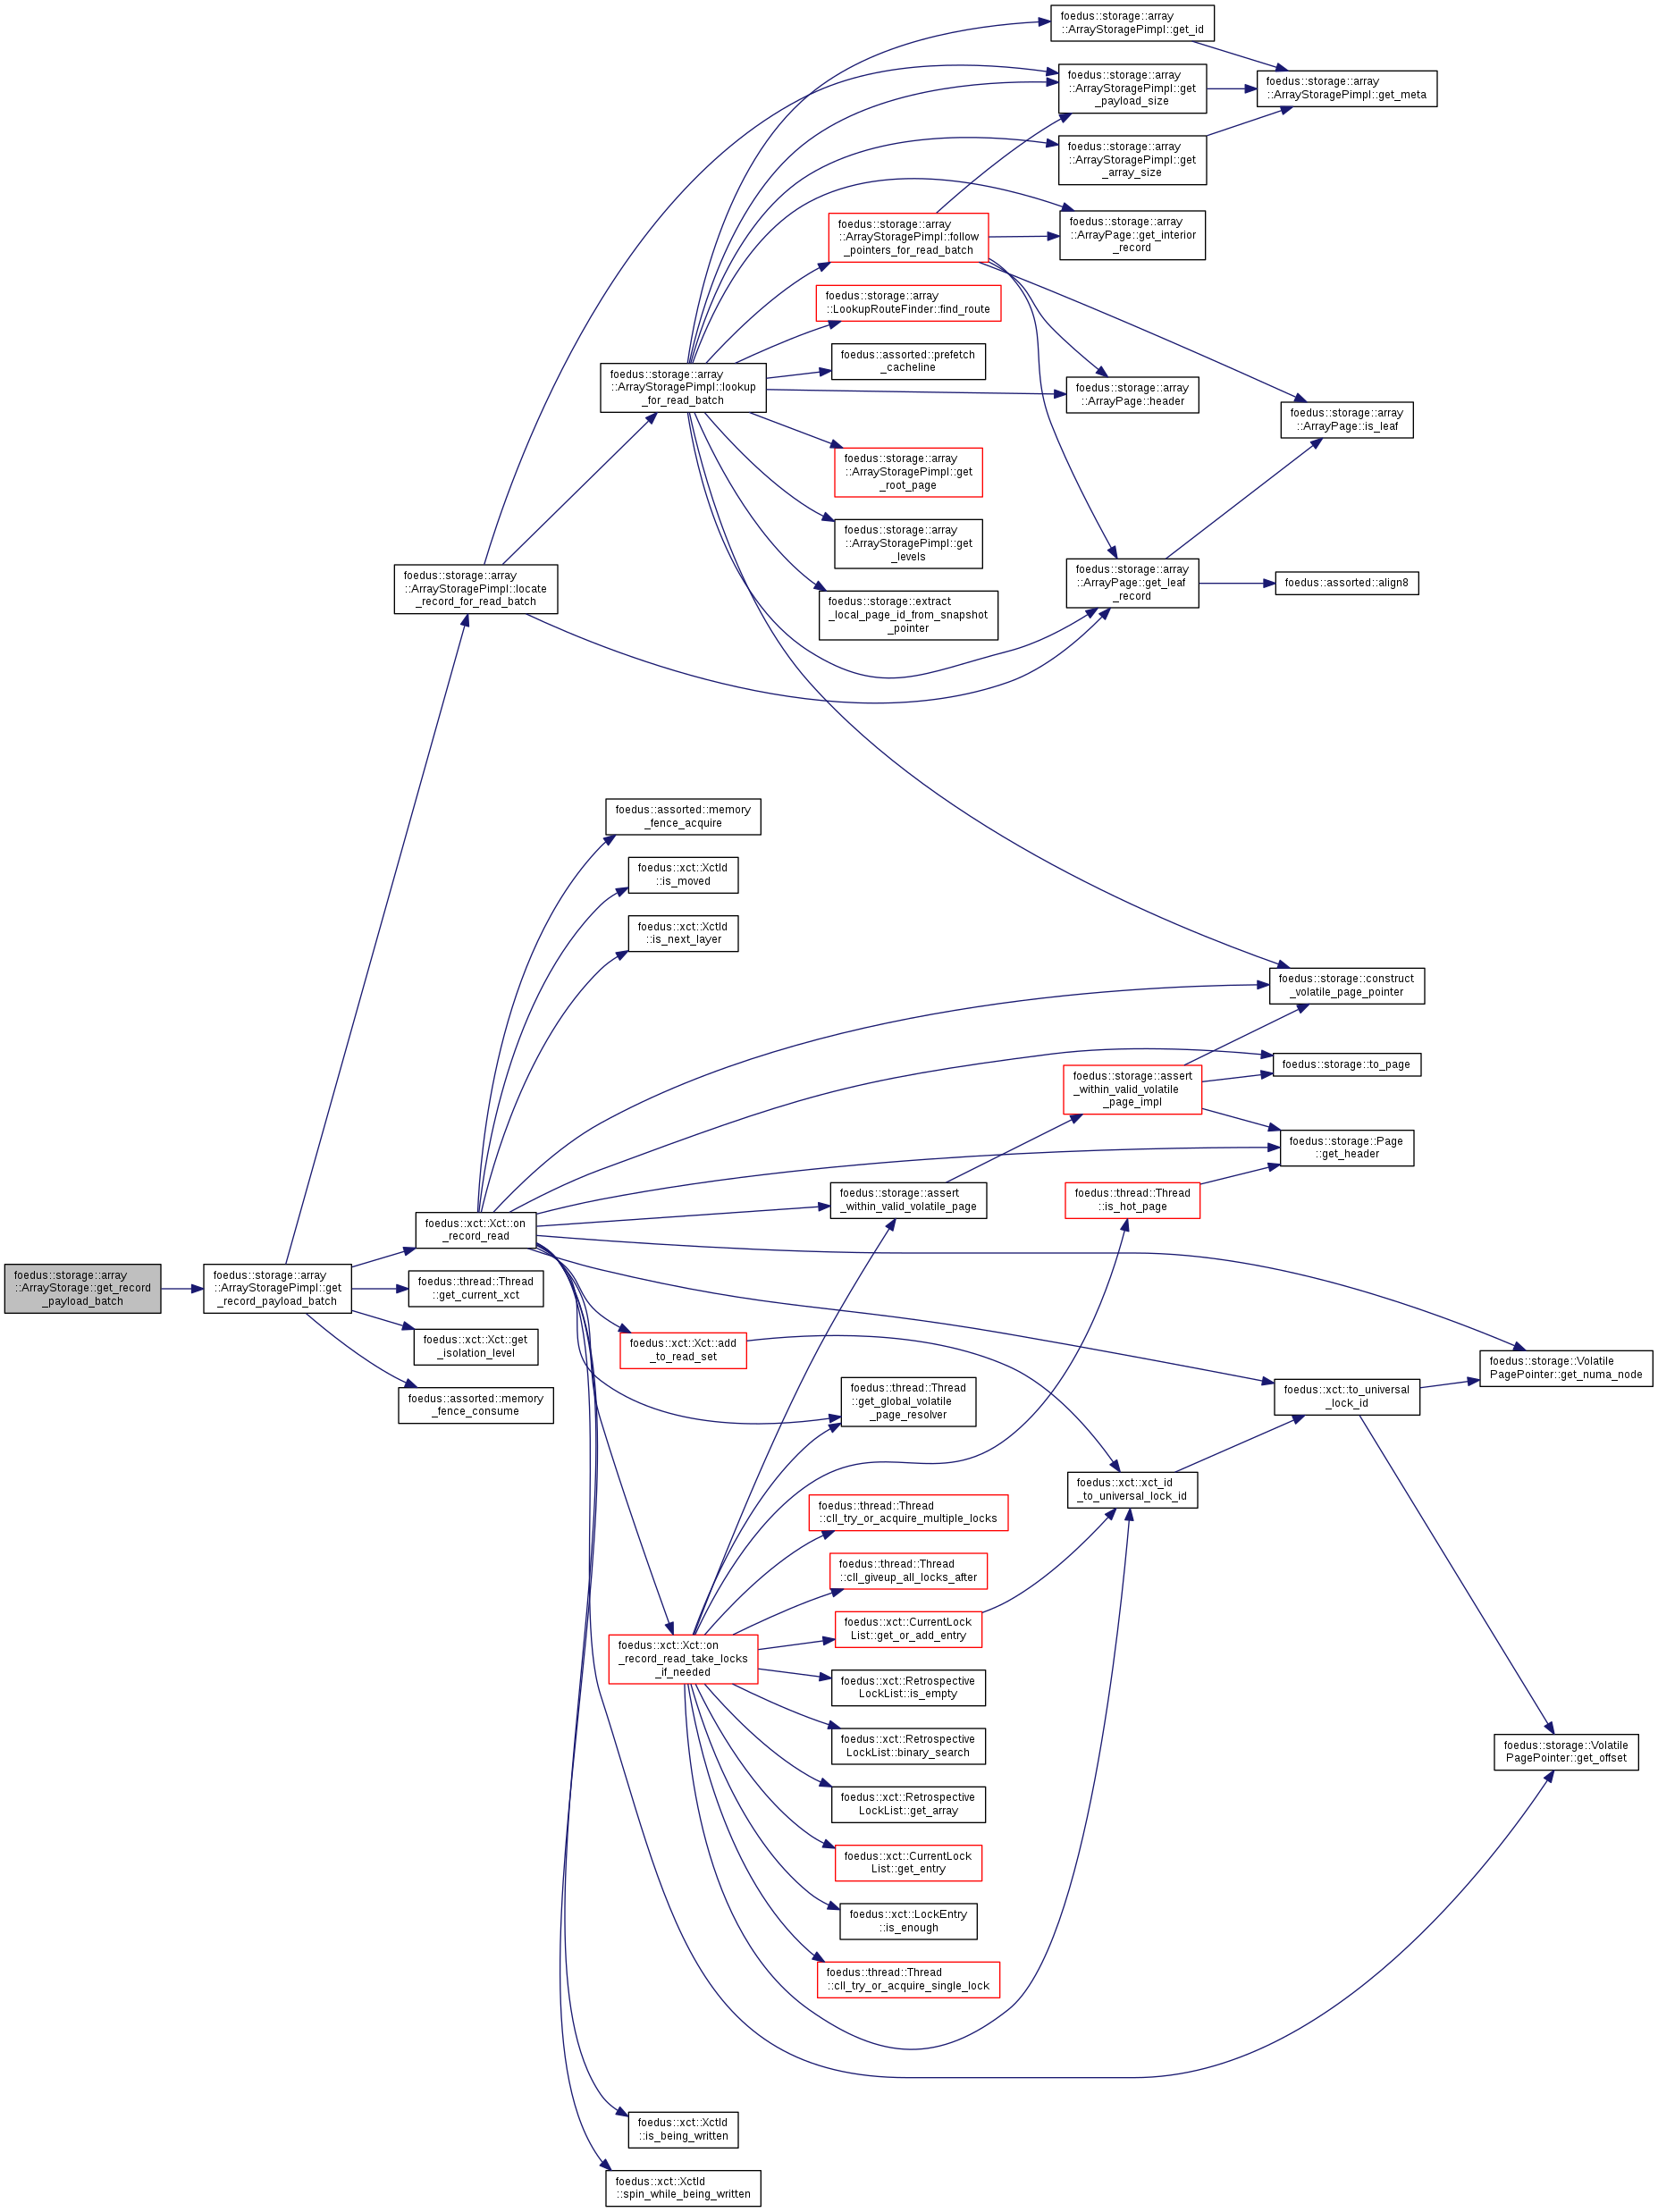 foedus::storage::array
::ArrayStorage::get_record
_payload_batch
foedus::storage::array
::ArrayStoragePimpl::get
_record_payload_batch
foedus::storage::array
::ArrayStoragePimpl::locate
_record_for_read_batch
foedus::xct::Xct::on
_record_read
foedus::thread::Thread
::get_current_xct
foedus::xct::Xct::get
_isolation_level
foedus::assorted::memory
_fence_consume
foedus::storage::array
::ArrayStoragePimpl::lookup
_for_read_batch
foedus::assorted::memory
_fence_acquire
foedus::xct::XctId
::is_moved
foedus::xct::XctId
::is_next_layer
foedus::xct::Xct::add
_to_read_set
foedus::xct::Xct::on
_record_read_take_locks
_if_needed
foedus::xct::XctId
::is_being_written
foedus::xct::XctId
::spin_while_being_written
foedus::storage::array
::ArrayStoragePimpl::follow
_pointers_for_read_batch
foedus::storage::array
::LookupRouteFinder::find_route
foedus::assorted::prefetch
_cacheline
foedus::storage::array
::ArrayStoragePimpl::get
_root_page
foedus::storage::array
::ArrayStoragePimpl::get
_levels
foedus::storage::extract
_local_page_id_from_snapshot
_pointer
foedus::storage::assert
_within_valid_volatile_page
foedus::thread::Thread
::get_global_volatile
_page_resolver
foedus::thread::Thread
::cll_try_or_acquire_multiple_locks
foedus::thread::Thread
::cll_giveup_all_locks_after
foedus::xct::CurrentLock
List::get_or_add_entry
foedus::xct::Retrospective
LockList::is_empty
foedus::xct::Retrospective
LockList::binary_search
foedus::xct::Retrospective
LockList::get_array
foedus::xct::CurrentLock
List::get_entry
foedus::xct::LockEntry
::is_enough
foedus::thread::Thread
::cll_try_or_acquire_single_lock
foedus::storage::array
::ArrayStoragePimpl::get_id
foedus::storage::array
::ArrayStoragePimpl::get
_payload_size
foedus::storage::array
::ArrayStoragePimpl::get
_array_size
foedus::storage::array
::ArrayPage::get_interior
_record
foedus::storage::array
::ArrayPage::header
foedus::storage::array
::ArrayPage::get_leaf
_record
foedus::storage::assert
_within_valid_volatile
_page_impl
foedus::thread::Thread
::is_hot_page
foedus::xct::xct_id
_to_universal_lock_id
foedus::storage::array
::ArrayStoragePimpl::get_meta
foedus::storage::array
::ArrayPage::is_leaf
foedus::assorted::align8
foedus::storage::construct
_volatile_page_pointer
foedus::storage::to_page
foedus::storage::Page
::get_header
foedus::xct::to_universal
_lock_id
foedus::storage::Volatile
PagePointer::get_numa_node
foedus::storage::Volatile
PagePointer::get_offset